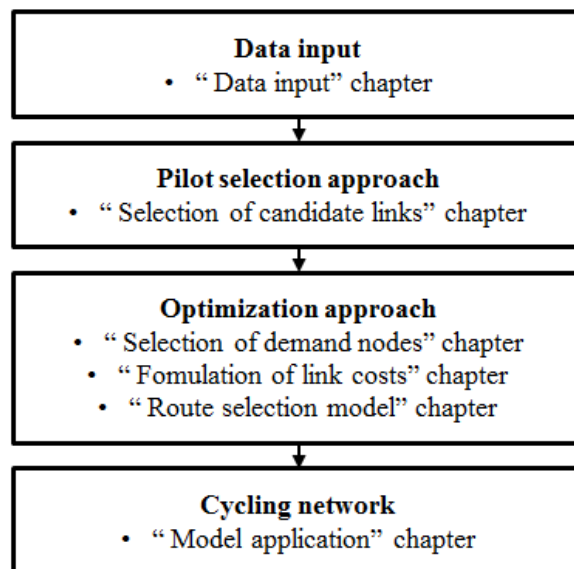 Data input
• “ Data input” chapter
Pilot selection approach
• “ Selection of candidate links” chapter
Optimization approach
• “ Selection of demand nodes” chapter
• “ Fomulation of link costs” chapter
• “ Route selection model” chapter
Cycling network
• “ Model application” chapter